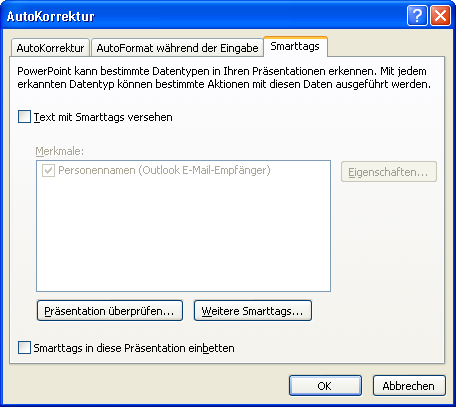 AutoKorrektur
AutoKorrektur AutoFormat während der Eingabe Smarttags
PowerPoint kann bestimmte Datentypen in Ihren Präsentationen erkennen. Mit jedem
erkannten Datentyp können bestimmte Aktionen mit diesen Daten ausgeführt werden.
Text mit Smarttags versehen
Merkmale:
Personennamen (Outlook E-Mail-Empfänger)
Eigenschaften...
Präsentation überprüfen... Weitere Smarttags...
Smarttags in diese Präsentation einbetten
OK Abbrechen